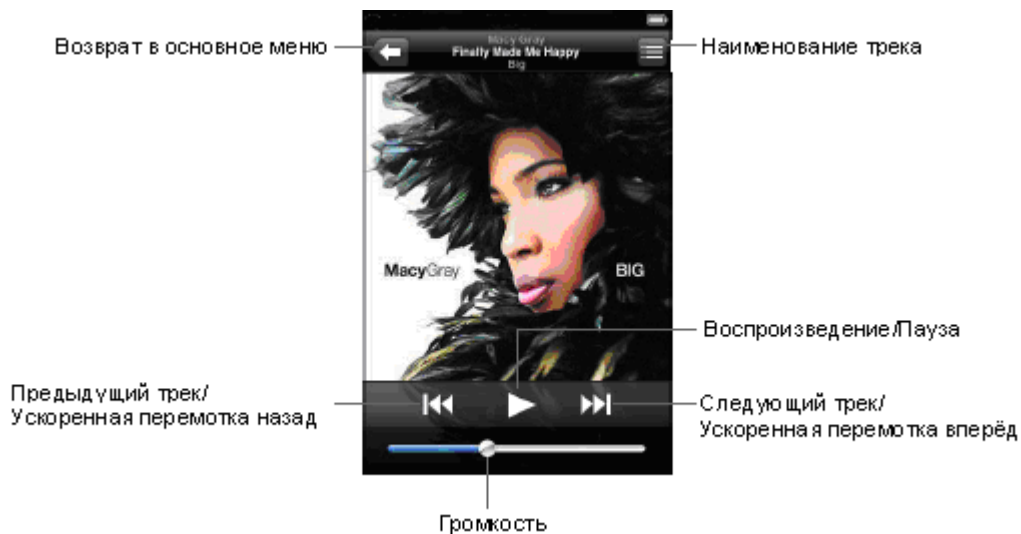 Macy Gray
Возврат в основное меню
Finally Made Me Happy
Наименование трека
Big
MacyGray
BIG
Воспроизведение/Пауза
Предыдущий трек/
Ускоренная перемотка назад
Следующий трек/
Ускоренная перемотка вперёд
Громкость